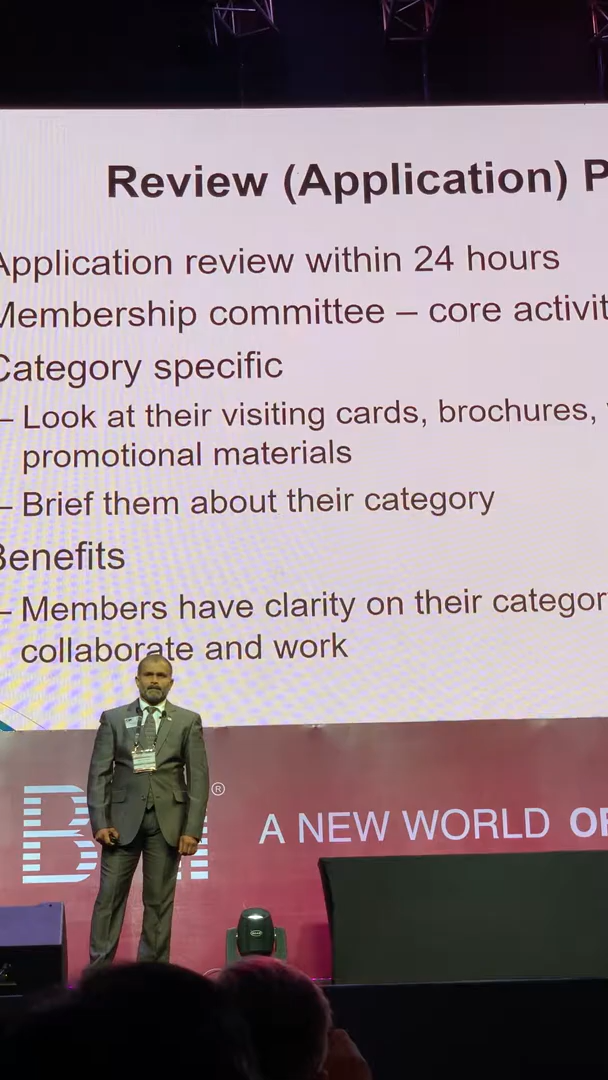 Review (Application) P
Application review within 24 hours
Membership committee – core activit
Category specific
– Look at their visiting cards, brochures,
promotional materials
– Brief them about their category
Benefits
– Members have clarity on their categor
collaborate and work
B ®
A NEW WORLD OF